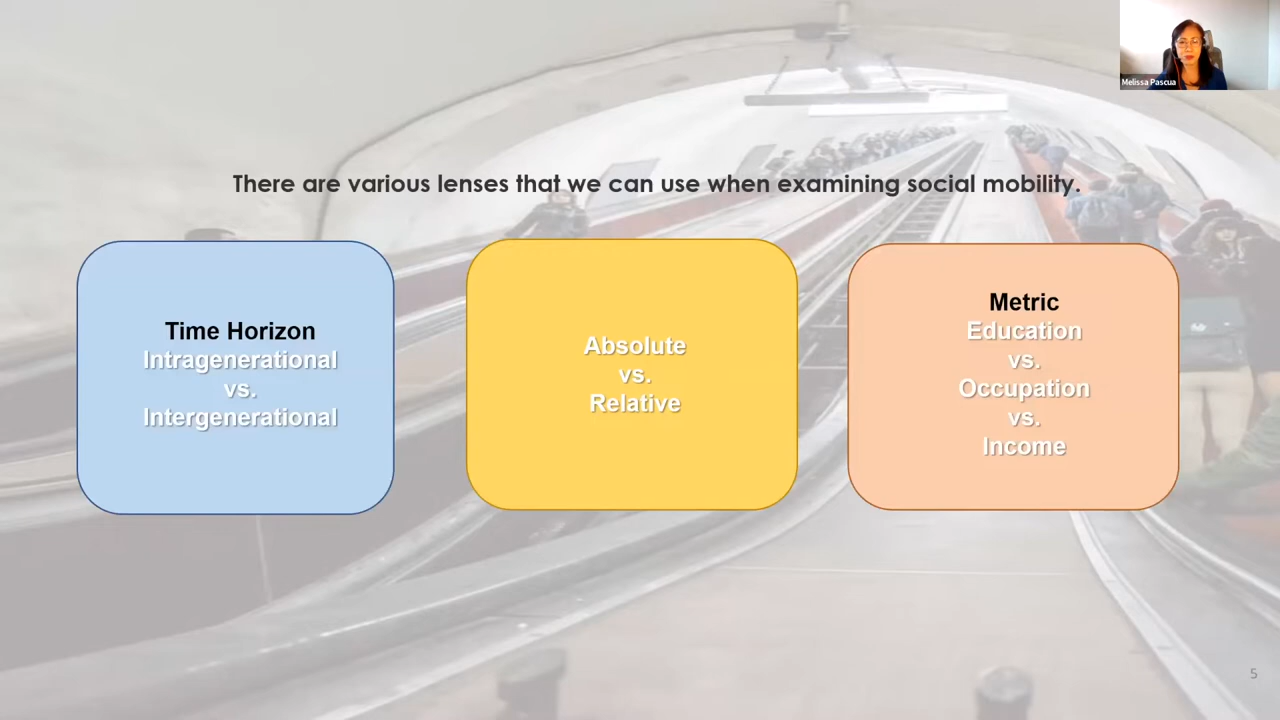 Melissa Pascua
There are various lenses that we can use when examining social mobility.
Time Horizon
Intragenerational
vs.
Intergenerational
Absolute
vs.
Relative
Metric
Education
vs.
Occupation
vs.
Income
5